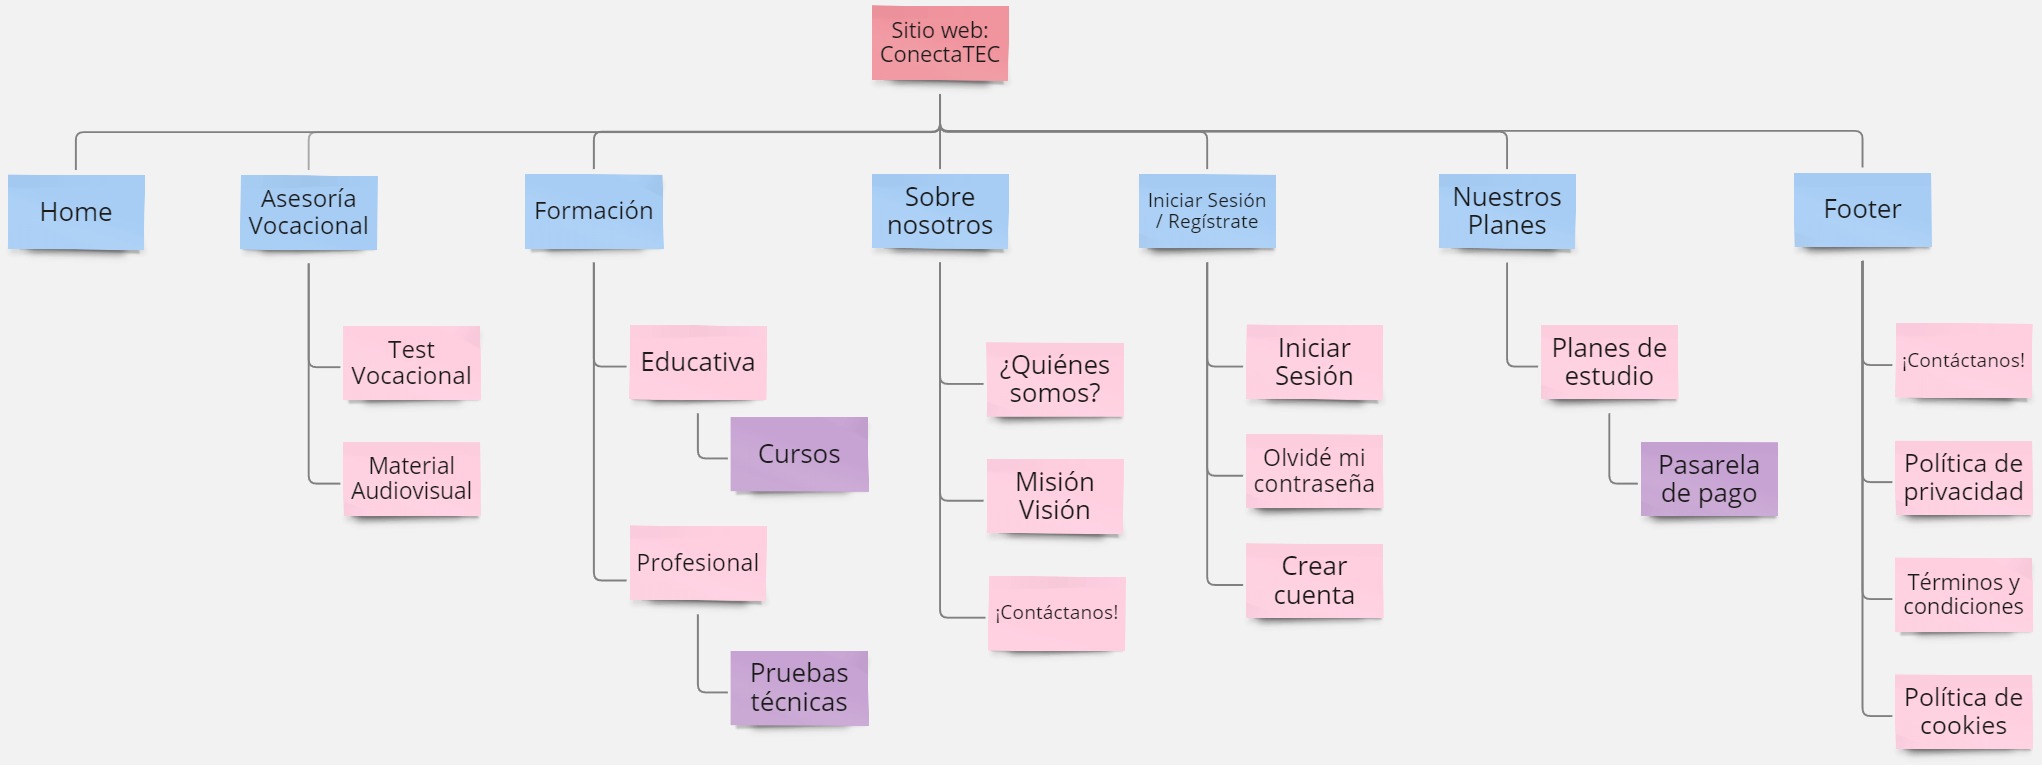 Sitio web:
ConectaTEC
Home
Asesoría
Vocacional
Formación
Sobre
nosotros
Iniciar Sesión
/ Regístrate
Nuestros
Planes
Footer
Test
Vocacional
Material
Audiovisual
Educativa
Cursos
Profesional
Pruebas
técnicas
¿Quiénes
somos?
Misión
Visión
¡Contáctanos!
Iniciar
Sesión
Olvidé mi
contraseña
Crear
cuenta
Planes de
estudio
Pasarela
de pago
¡Contáctanos!
Política de
privacidad
Términos y
condiciones
Política de
cookies